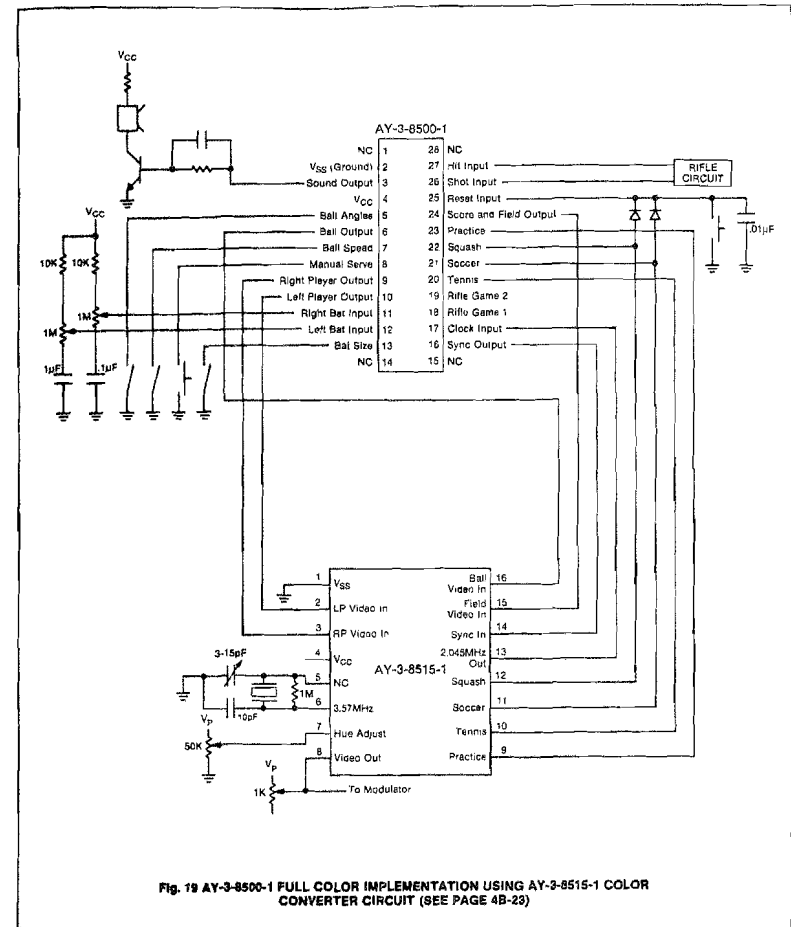 V_CC
AY-3-8500-1
NC 1 28 NC
V_SS (Ground) 2 27 Hit Input
RIFLE
CIRCUIT
Sound Output 3 26 Shot Input
V_CC 4 25 Reset Input
Ball Angles 5 24 Score and Field Output
.01µF
Ball Output 6 23 Practice
V_CC
Ball Speed 7 22 Squash
Manual Serve 8 21 Soccer
10K 10K
Right Player Output 9 20 Tennis
Left Player Output 10 19 Rifle Game 2
Right Bat Input 11 18 Rifle Game 1
1M
Left Bat Input 12 17 Clock Input
1M
Bat Size 13 16 Sync Output
NC 14 15 NC
.1µF .1µF
1 V_SS
Ball 16
Video In
2 LP Video In
Field 15
Video In
3 RP Video In
Sync In 14
3-15pF
4 V_CC
2.045MHz 13
Out
AY-3-8515-1
5 NC
Squash 12
1M
6 3.57MHz
Soccer 11
10pF
V_P
7 Hue Adjust
Tennis 10
50K
8 Video Out
Practice 9
V_P
1K
To Modulator
Fig. 19 AY-3-8500-1 FULL COLOR IMPLEMENTATION USING AY-3-8515-1 COLOR
CONVERTER CIRCUIT (SEE PAGE 4B-23)